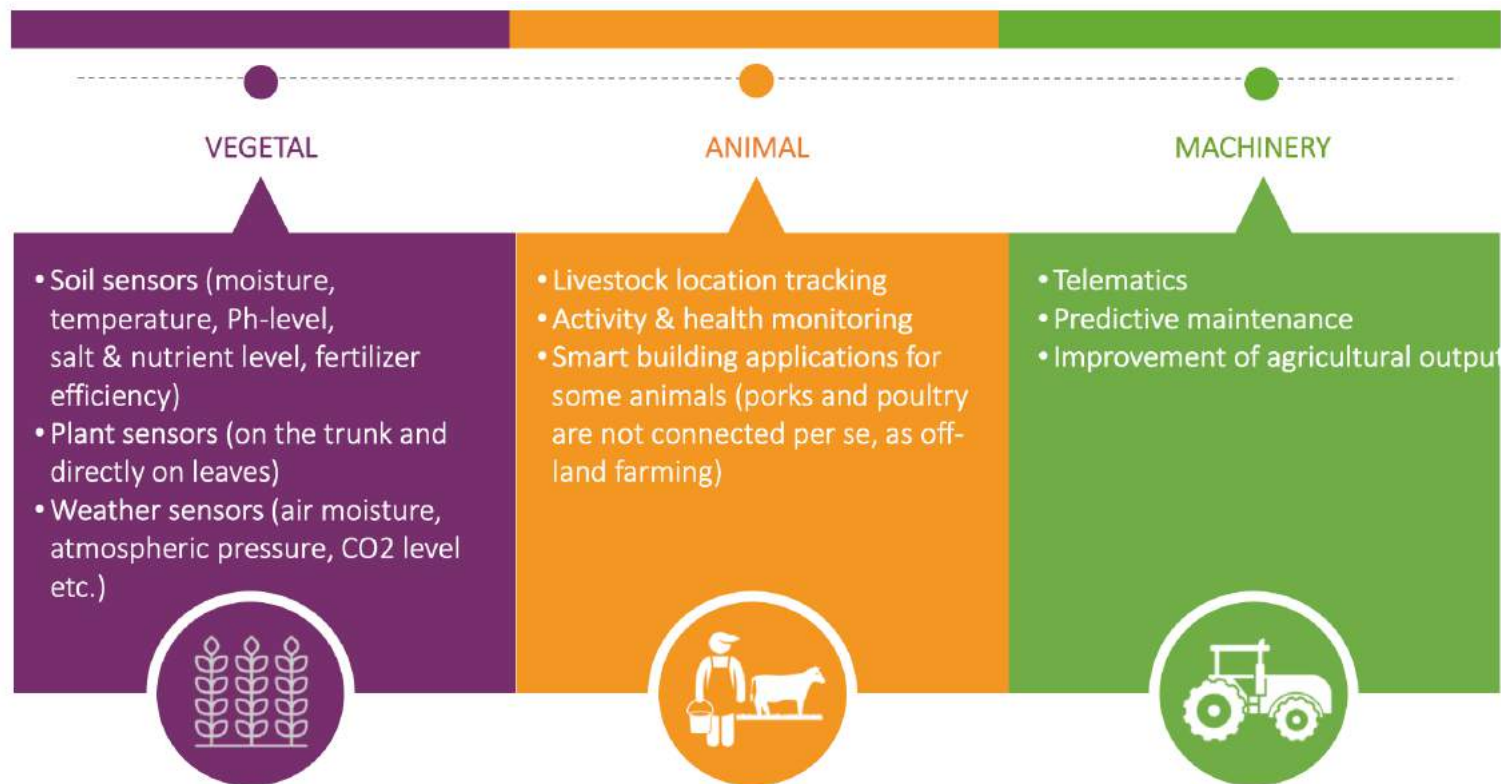 VEGETAL
ANIMAL
MACHINERY
• Soil sensors (moisture,
temperature, Ph-level,
salt & nutrient level, fertilizer
efficiency)
• Plant sensors (on the trunk and
directly on leaves)
• Weather sensors (air moisture,
atmospheric pressure, CO2 level
etc.)
• Livestock location tracking
• Activity & health monitoring
• Smart building applications for
some animals (porks and poultry
are not connected per se, as off-
land farming)
• Telematics
• Predictive maintenance
• Improvement of agricultural output